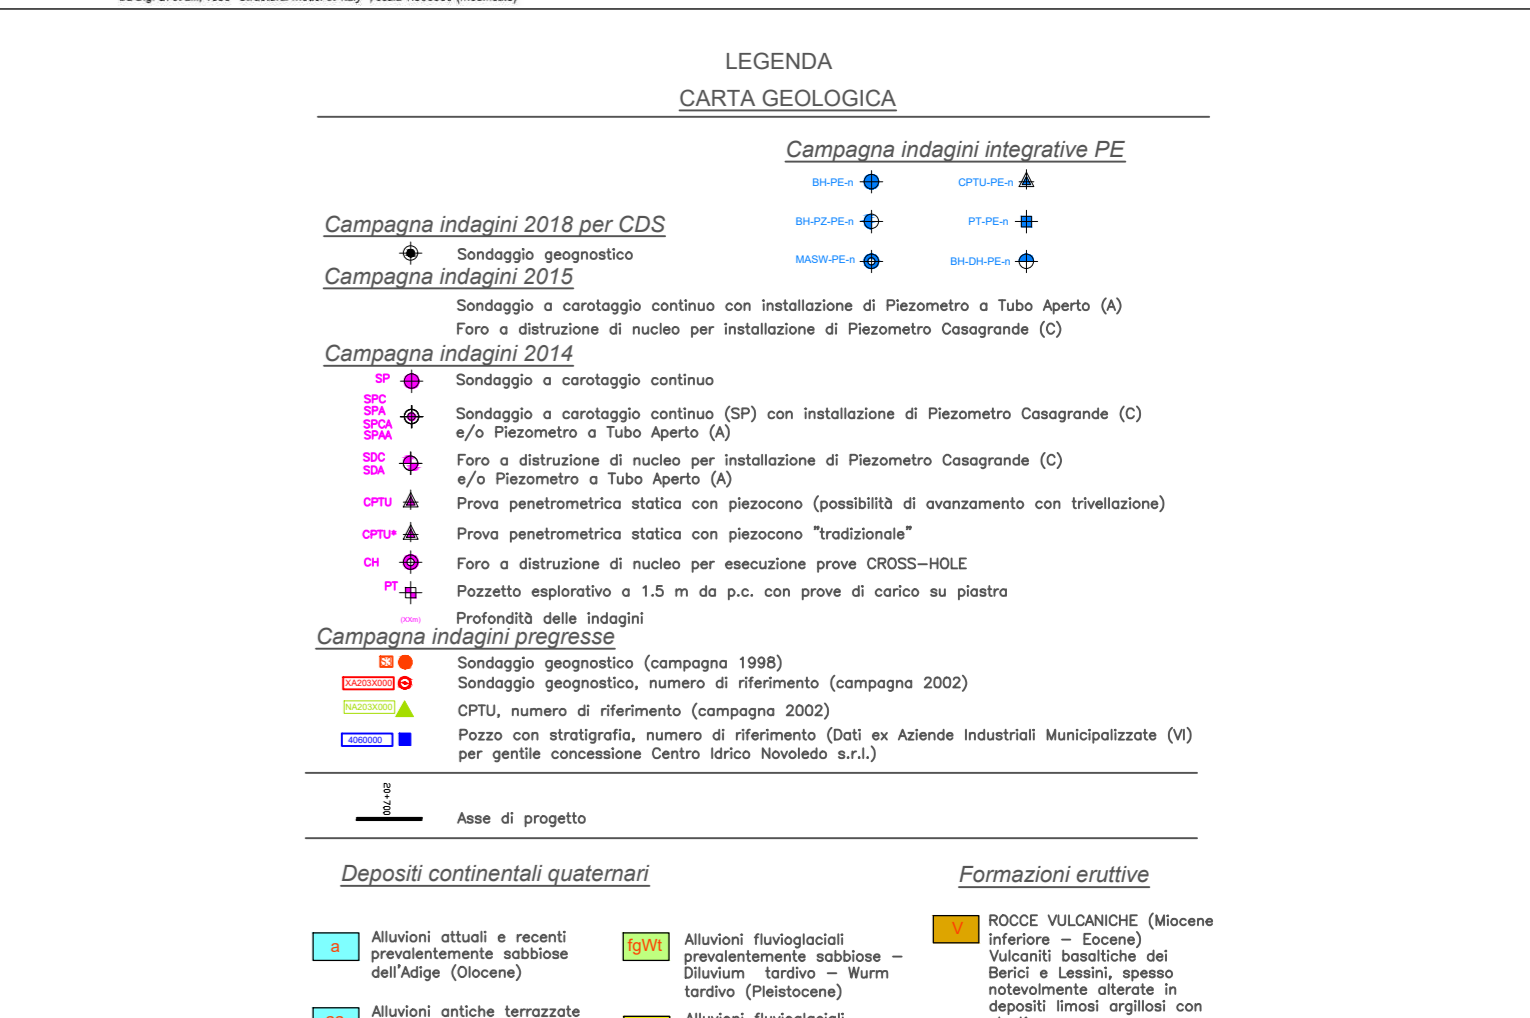 LEGENDA
CARTA GEOLOGICA
Campagna indagini integrative PE
BH-PE-n
CPTU-PE-n
BH-PZ-PE-n
PT-PE-n
MASW-PE-n
BH-DH-PE-n
Campagna indagini 2018 per CDS
Sondaggio geognostico
Campagna indagini 2015
Sondaggio a carotaggio continuo con installazione di Piezometro a Tubo Aperto (A)
Foro a distruzione di nucleo per installazione di Piezometro Casagrande (C)
Campagna indagini 2014
SP
Sondaggio a carotaggio continuo
SPC
SPA
SPCA
SPAA
Sondaggio a carotaggio continuo (SP) con installazione di Piezometro Casagrande (C)
e/o Piezometro a Tubo Aperto (A)
SDC
SDA
Foro a distruzione di nucleo per installazione di Piezometro Casagrande (C)
e/o Piezometro a Tubo Aperto (A)
CPTU
Prova penetrometrica statica con piezocono (possibilità di avanzamento con trivellazione)
CPTU*
Prova penetrometrica statica con piezocono "tradizionale"
CH
Foro a distruzione di nucleo per esecuzione prove CROSS-HOLE
PT
Pozzetto esplorativo a 1.5 m da p.c. con prove di carico su piastra
(XXm)
Profondità delle indagini
Campagna indagini pregresse
Sondaggio geognostico (campagna 1998)
XA203X000
Sondaggio geognostico, numero di riferimento (campagna 2002)
NA203X000
CPTU, numero di riferimento (campagna 2002)
4060000
Pozzo con stratigrafia, numero di riferimento (Dati ex Aziende Industriali Municipalizzate (VI)
per gentile concessione Centro Idrico Novoledo s.r.l.)
20+700
Asse di progetto
Depositi continentali quaternari
a
Alluvioni attuali e recenti
prevalentemente sabbiose
dell'Adige (Olocene)
Alluvioni antiche terrazzate
fgWt
Alluvioni fluvioglaciali
prevalentemente sabbiose –
Diluvium tardivo – Wurm
tardivo (Pleistocene)
Alluvioni fluvioglaciali
Formazioni eruttive
V
ROCCE VULCANICHE (Miocene
inferiore – Eocene)
Vulcaniti basaltiche dei
Berici e Lessini, spesso
notevolmente alterate in
depositi limosi argillosi con